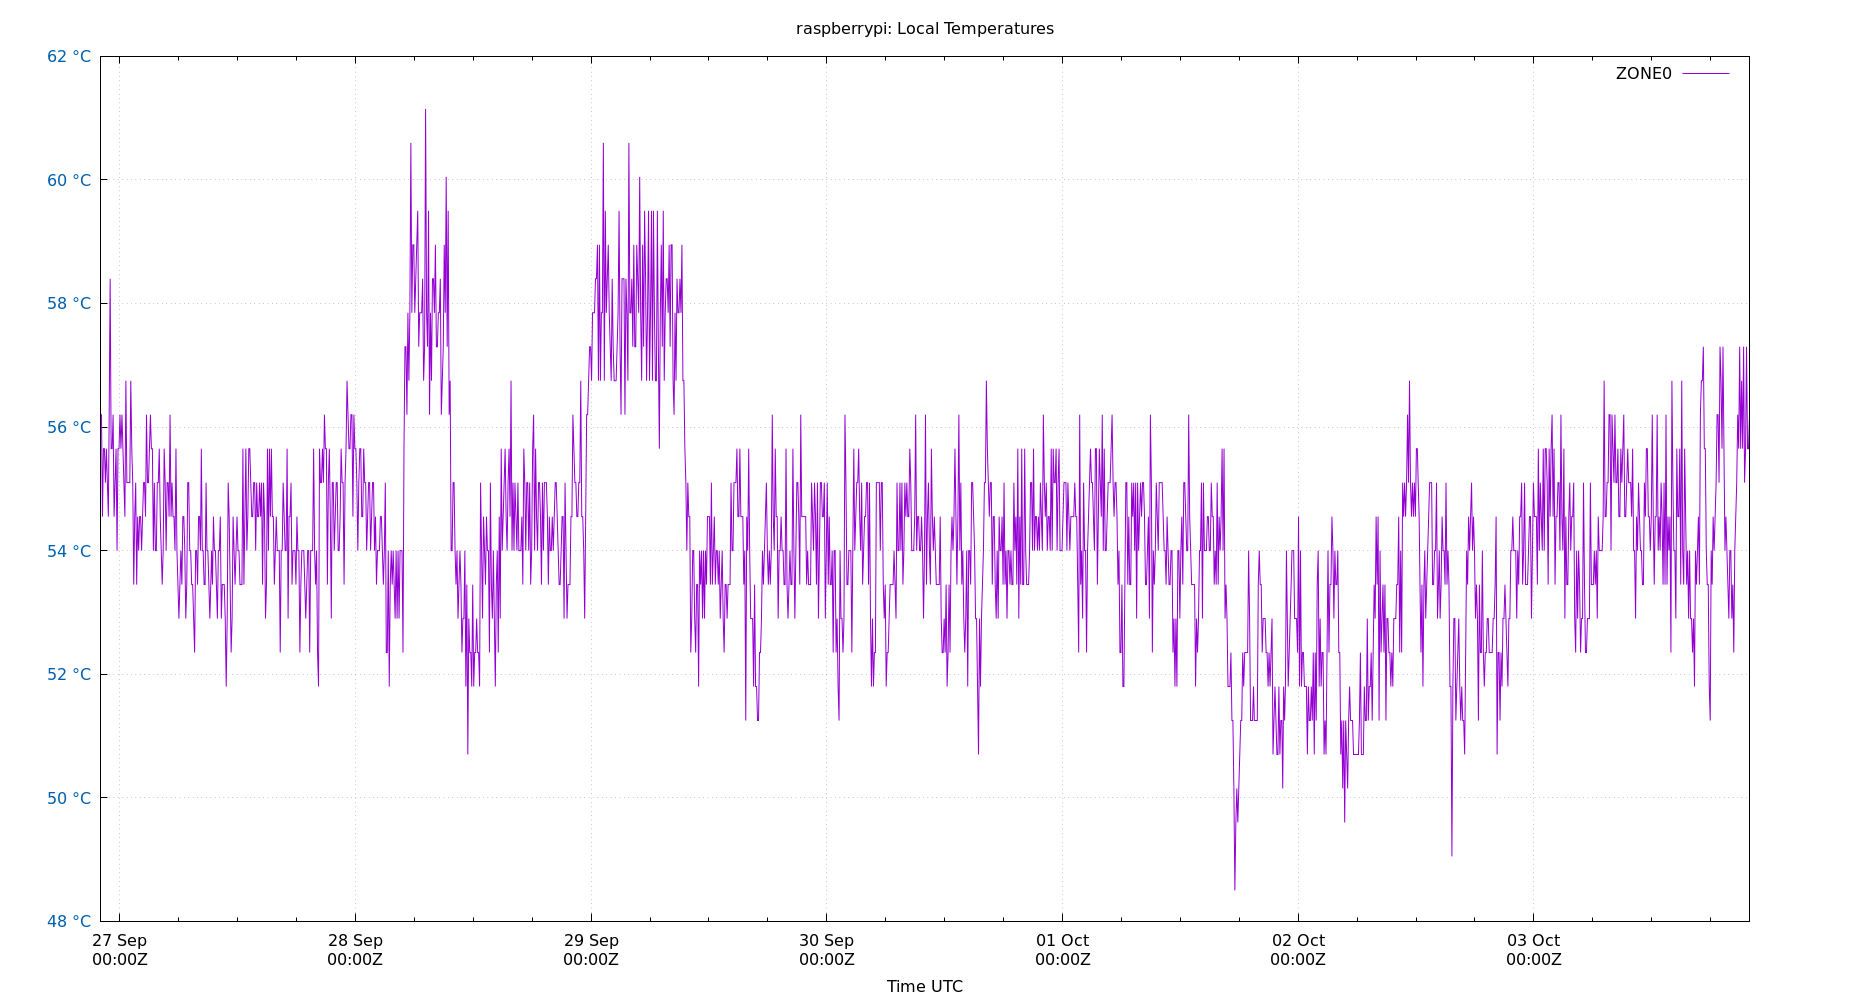 raspberrypi: Local Temperatures
62 °C
ZONE0
60 °C
58 °C
56 °C
54 °C
52 °C
50 °C
48 °C
27 Sep 28 Sep 29 Sep 30 Sep 01 Oct 02 Oct 03 Oct
00:00Z 00:00Z 00:00Z 00:00Z 00:00Z 00:00Z 00:00Z
Time UTC